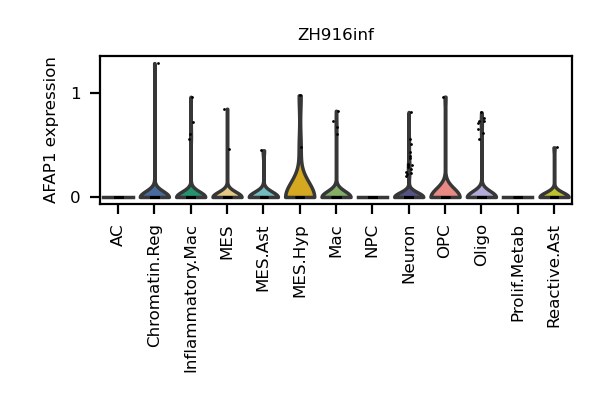 ZH916inf
AFAP1 expression
1
0
AC
Chromatin.Reg
Inflammatory.Mac
MES
MES.Ast
MES.Hyp
Mac
NPC
Neuron
OPC
Oligo
Prolif.Metab
Reactive.Ast